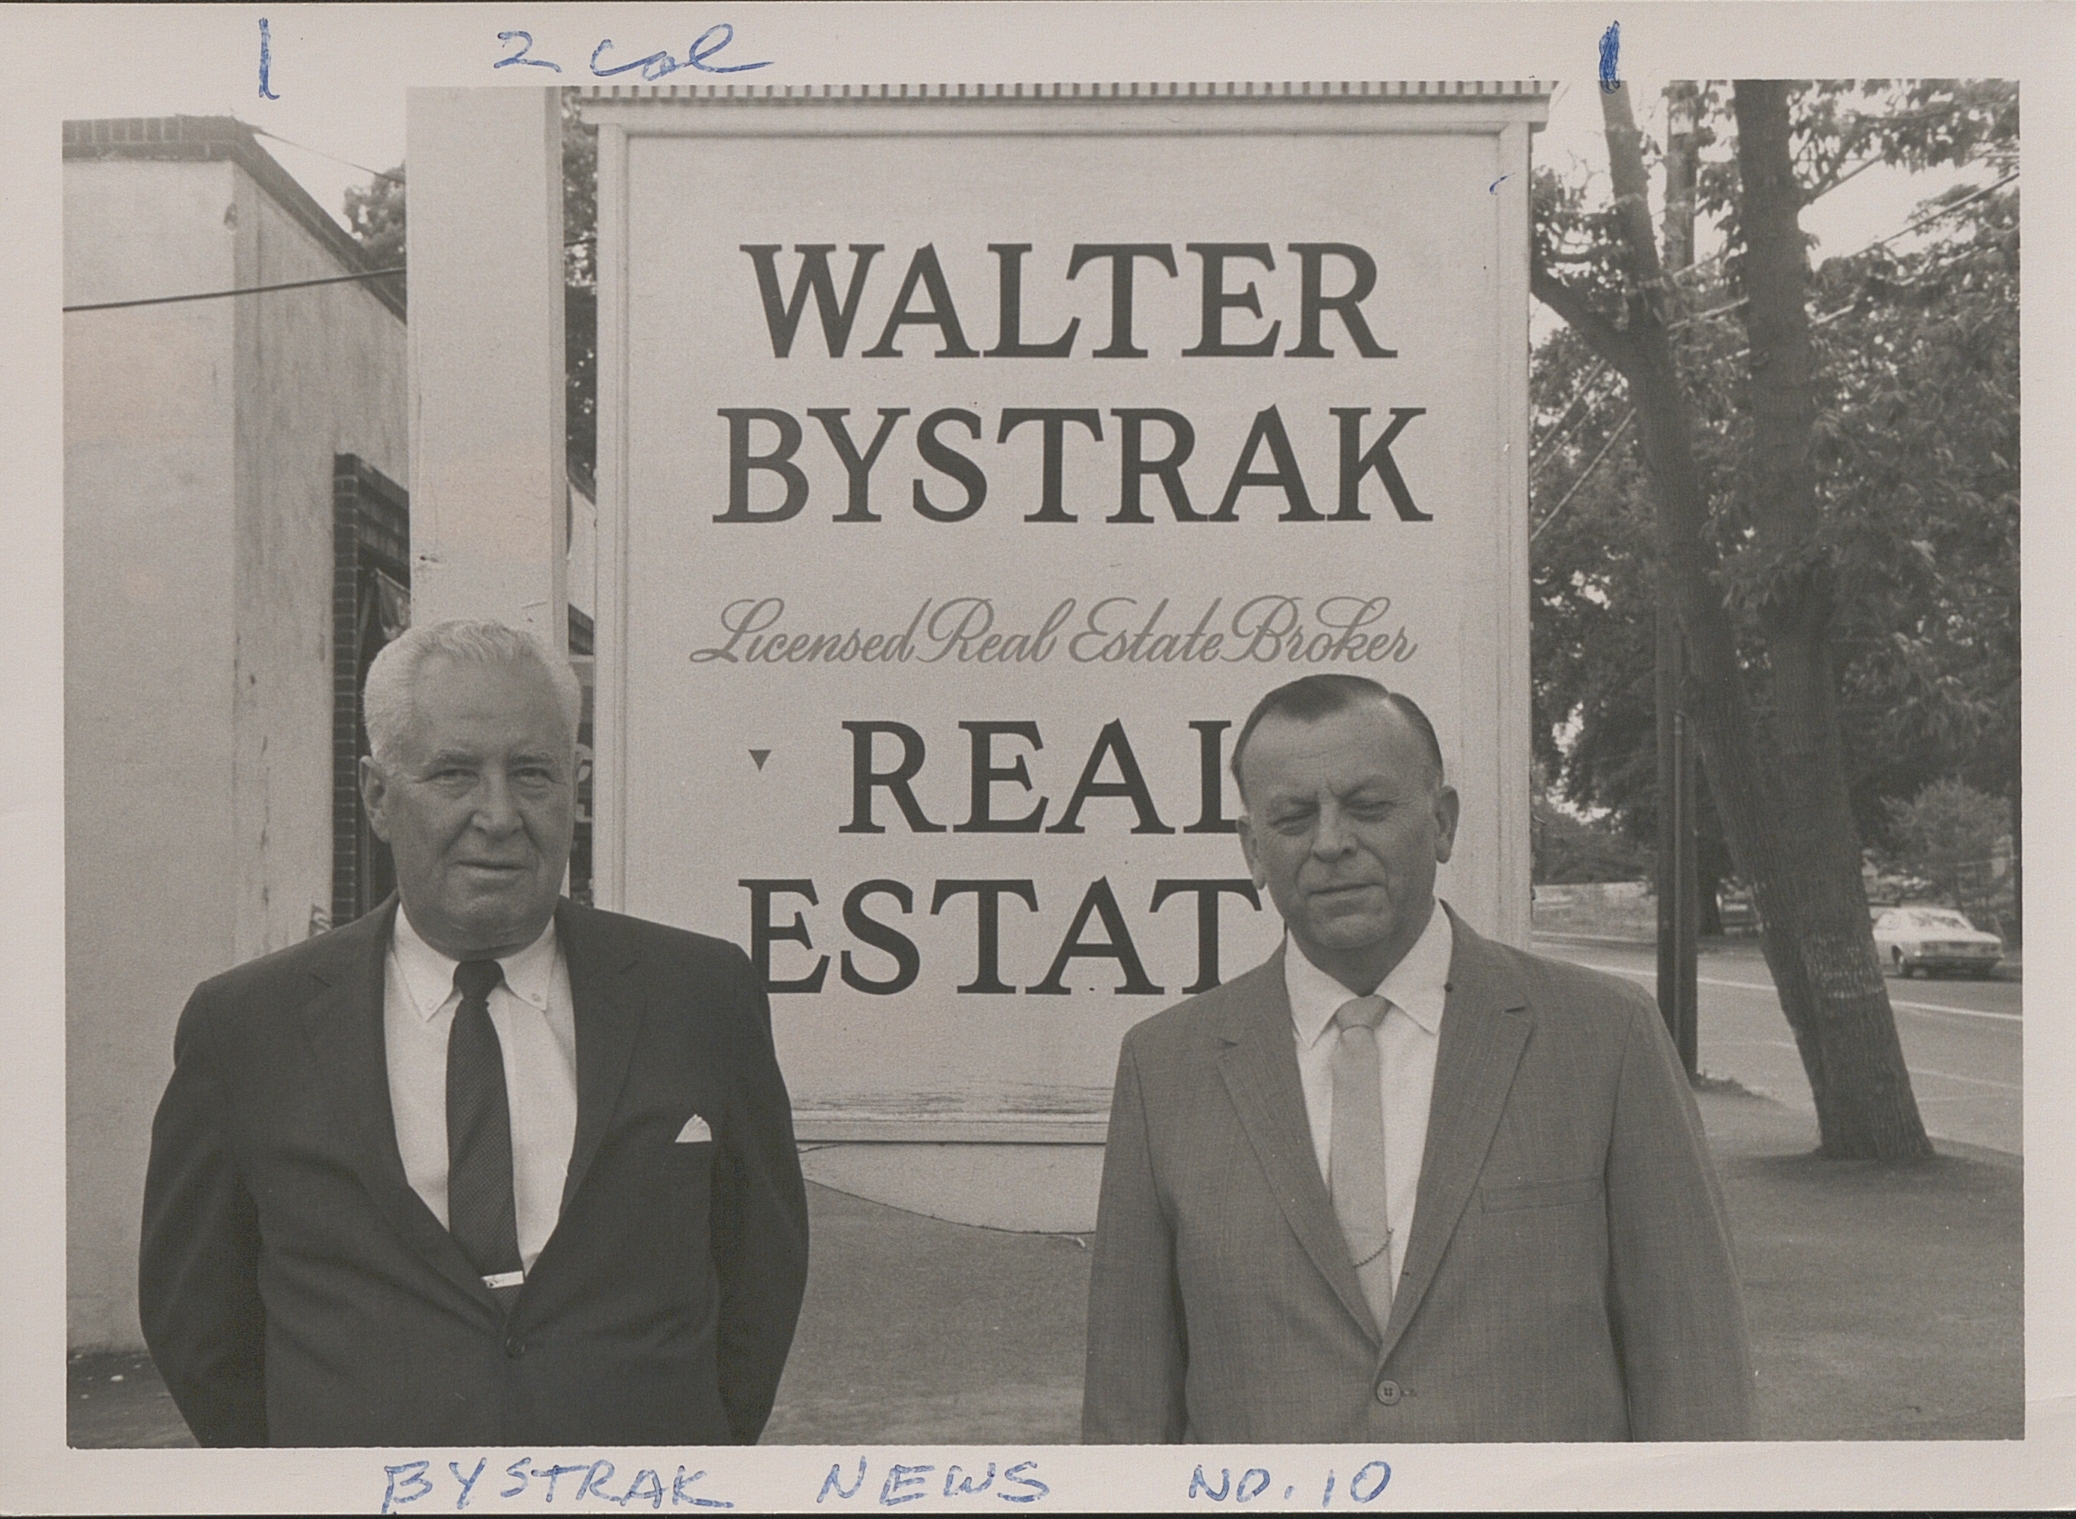 2 col
WALTER
BYSTRAK
Licensed Real Estate Broker
REAL
ESTAT
BYSTRAK NEWS NO. 10